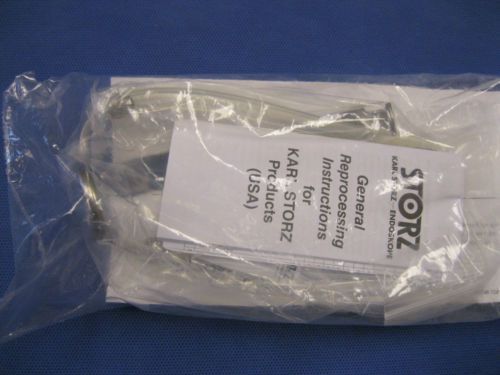 STORZ
KARL STORZ – ENDOSKOPE
General
Reprocessing
Instructions
for
KARL STORZ
Products
(USA)